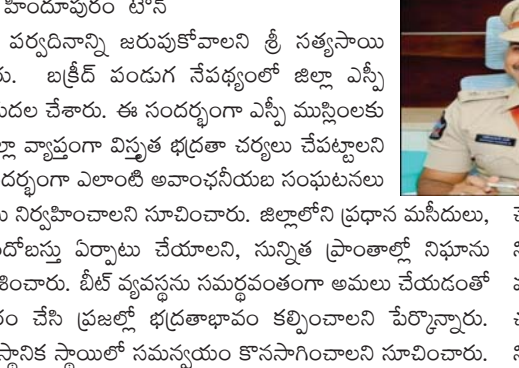 హిందూపురం టౌన్
పర్వదినాన్ని జరుపుకోవాలని శ్రీ సత్యసాయి
రు. బక్రీద్ పండుగ నేపథ్యంలో జిల్లా ఎస్పీ
ుదల చేశారు. ఈ సందర్భంగా ఎస్పీ ముస్లింలకు
ల్లా వ్యాప్తంగా విస్తృత భద్రతా చర్యలు చేపట్టాలని
దర్భంగా ఎలాంటి అవాంఛనీయబ సంఘటనలు
ు నిర్వహించాలని సూచించారు. జిల్లాలోని ప్రధాన మసీదులు,
ందోబస్తు ఏర్పాటు చేయాలని, సున్నిత ప్రాంతాల్లో నిఘాను
శించారు. బీట్ వ్యవస్థను సమర్థవంతంగా అమలు చేయడంతో
రం చేసి ప్రజల్లో భద్రతాభావం కల్పించాలని పేర్కొన్నారు.
స్థానిక స్థాయిలో సమన్వయం కొనసాగించాలని సూచించారు.